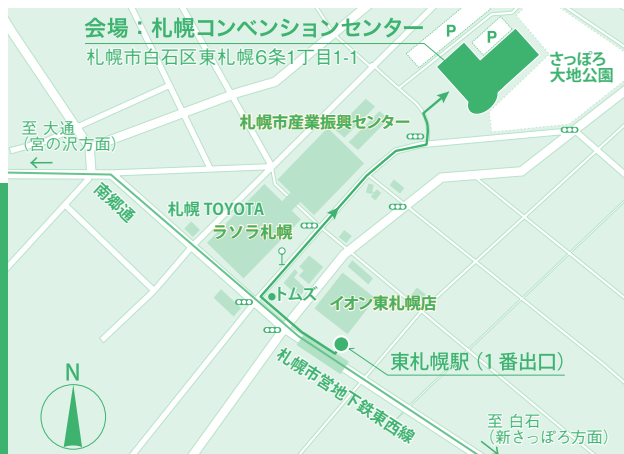 会場：札幌コンベンションセンター
札幌市白石区東札幌6条1丁目1-1
P
P
さっぽろ
大地公園
札幌市産業振興センター
至 大通
（宮の沢方面）
南郷通
札幌 TOYOTA
ラソラ札幌
トムズ
イオン東札幌店
東札幌駅（1番出口）
札幌市営地下鉄東西線
N
至 白石
（新さっぽろ方面）